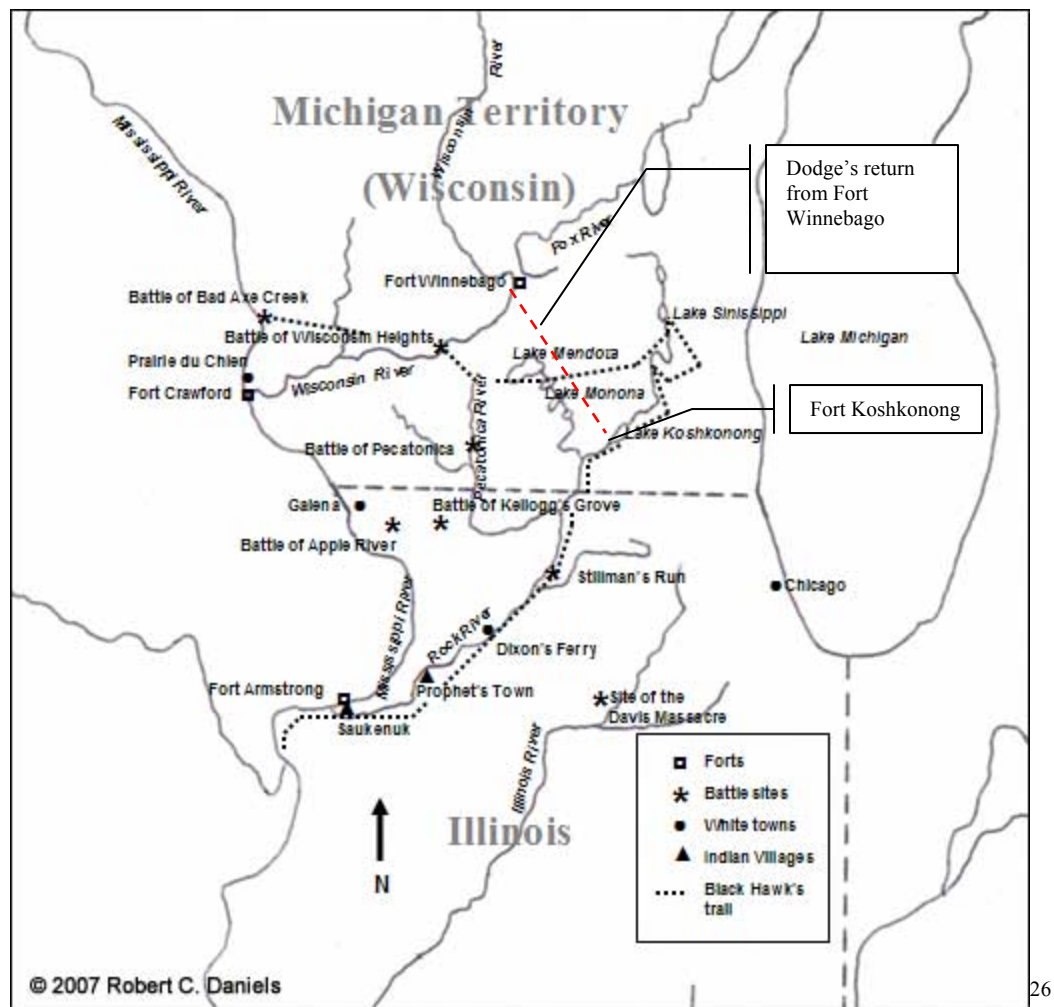 Michigan Territory
(Wisconsin)
Mississippi River
Wisconsin River
Dodge's return
from Fort
Winnebago
Fox River
Fort Winnebago
Battle of Bad Axe Creek
Lake Sinissippi
Battle of Wisconsin Heights
Lake Michigan
Lake Mendota
Prairie du Chien
Wisconsin River
Fort Crawford
Lake Monona
Fort Koshkonong
Lake Koshkonong
Pecatonica River
Battle of Pecatonica
Galena
Battle of Kellogg's Grove
Battle of Apple River
Stillman's Run
Chicago
Mississippi River
Rock River
Dixon's Ferry
Fort Armstrong
Prophet's Town
Saukenuk
Site of the
Davis Massacre
Illinois River
Illinois
N
Forts
Battle sites
White towns
Indian Villages
Black Hawk's
trail
© 2007 Robert C. Daniels
26